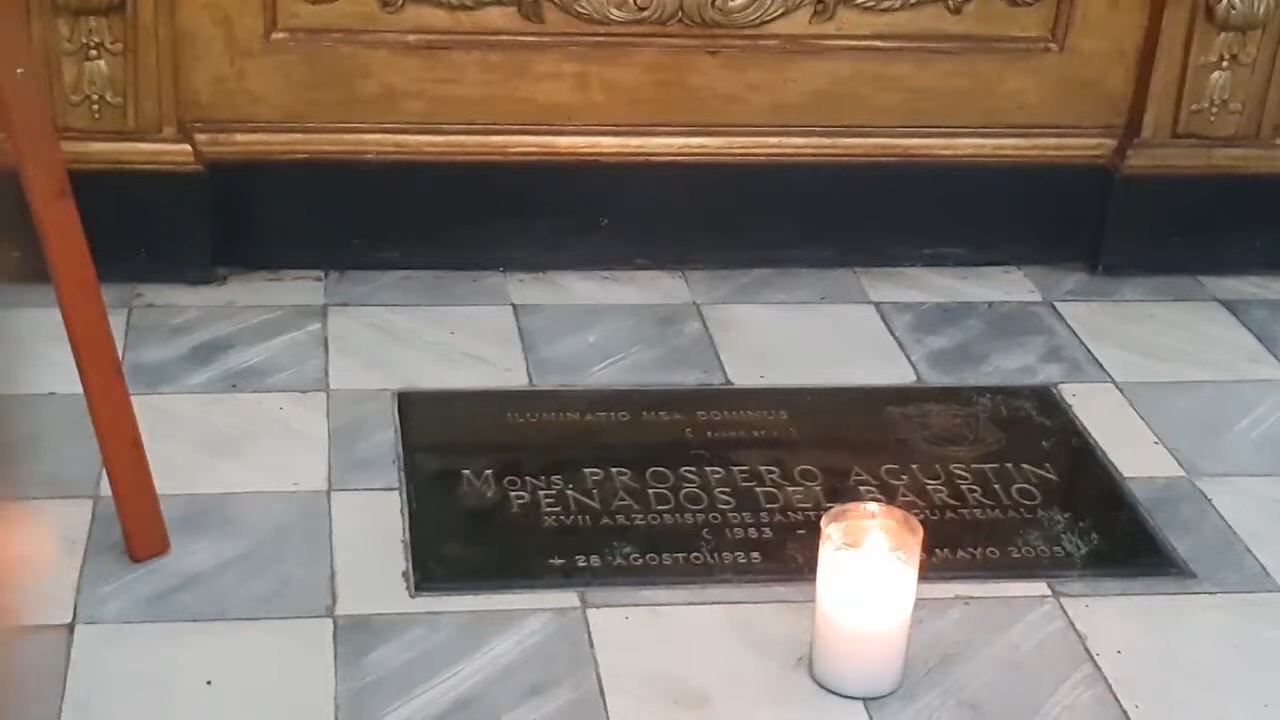 ILUMINATIO MEA DOMINUS
MONS. PROSPERO AGUSTIN
PENADOS DEL BARRIO
XVII ARZOBISPO DE SANT GUATEMALA
( 1983 -
+ 28 AGOSTO 1925 MAYO 2005